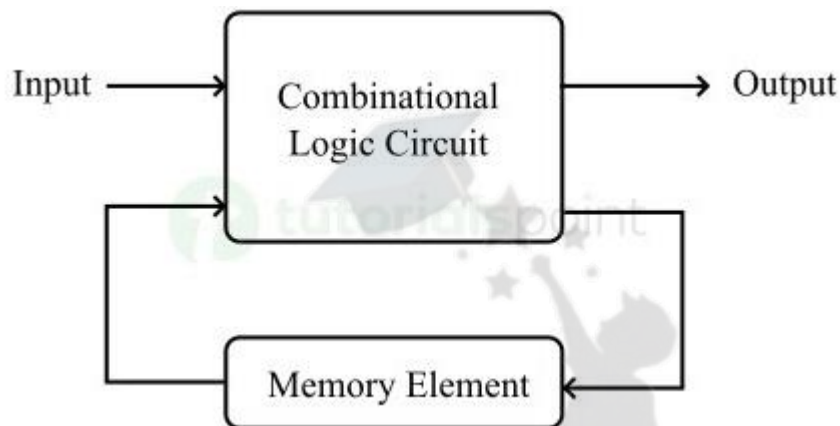 Input
Combinational
Logic Circuit
Output
tutorialspoint
Memory Element